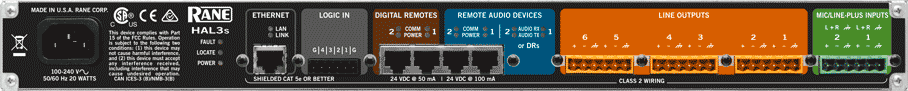 MADE IN U.S.A. RANE CORP.
100-240 V
50/60 Hz 20 WATTS
This device complies with Part
15 of the FCC Rules. Operation
is subject to the following two
conditions: (1) this device may
not cause harmful interference,
and (2) this device must accept
any interference received,
including interference that may
cause undesired operation.
CAN ICES-3 (B)/NMB-3(B)
C US
RANE
HAL3s
FAULT
LOCATE
POWER
ETHERNET
LAN
LINK
SHIELDED CAT 5e OR BETTER
LOGIC IN
G 4 3 2 1 G
DIGITAL REMOTES
2 COMM 1
POWER
24 VDC @ 50 mA
REMOTE AUDIO DEVICES
2 COMM 1
POWER
2 AUDIO RX 1
AUDIO TX
or DRs
24 VDC @ 100 mA
LINE OUTPUTS
6 5
4 3
2 1
CLASS 2 WIRING
MIC/LINE-PLUS INPUTS
L + R
L + R
2 1